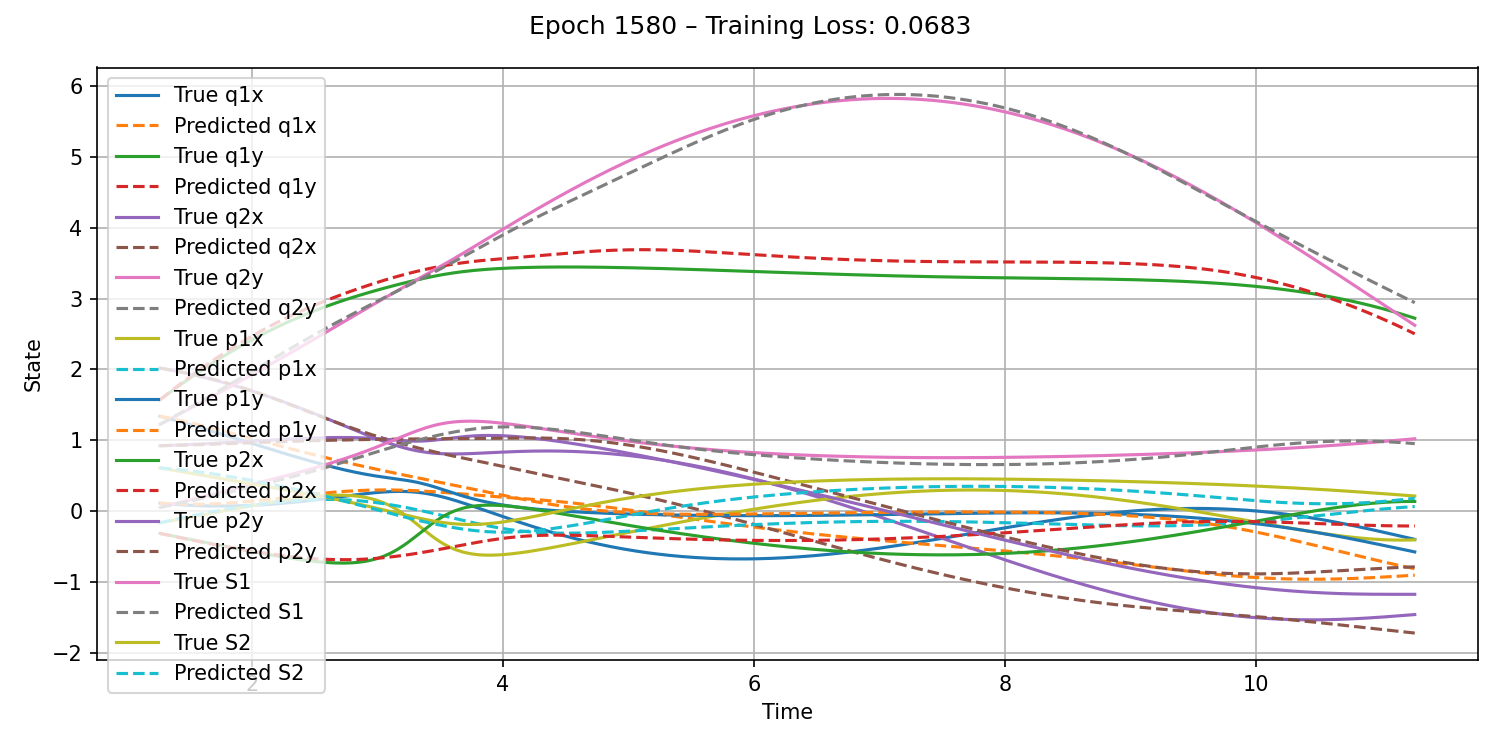 Epoch 1580 – Training Loss: 0.0683
6
5
4
3
2
1
0
−1
−2
State
True q1x
Predicted q1x
True q1y
Predicted q1y
True q2x
Predicted q2x
True q2y
Predicted q2y
True p1x
Predicted p1x
True p1y
Predicted p1y
True p2x
Predicted p2x
True p2y
Predicted p2y
True S1
Predicted S1
True S2
Predicted S2
2 4 6 8 10
Time